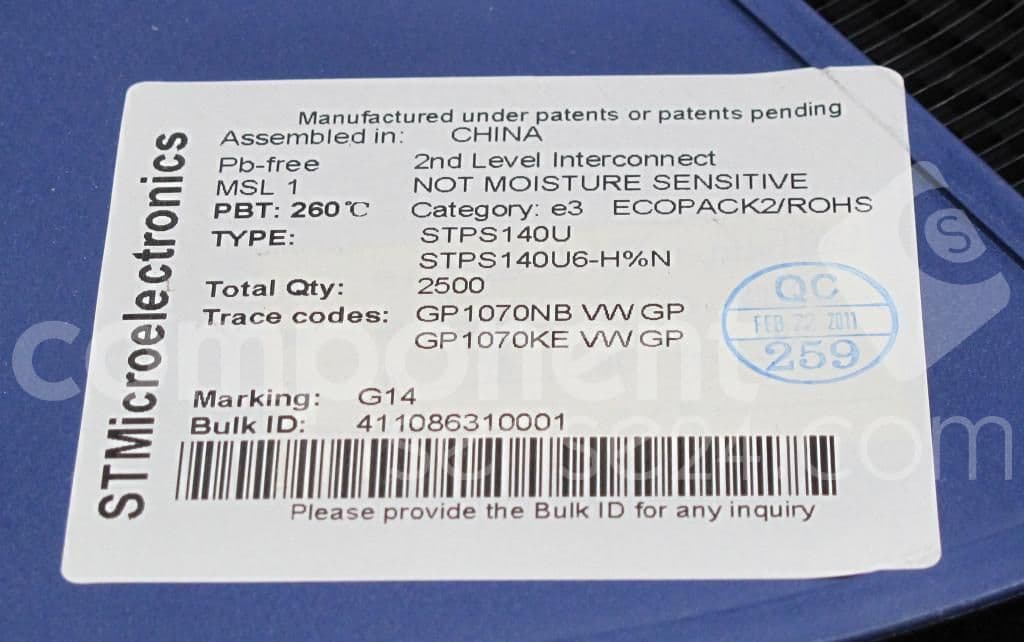 STMicroelectronics
Manufactured under patents or patents pending
Assembled in: CHINA
Pb-free 2nd Level Interconnect
MSL 1 NOT MOISTURE SENSITIVE
PBT: 260℃ Category: e3 ECOPACK2/ROHS
TYPE: STPS140U
STPS140U6-H%N
Total Qty: 2500
Trace codes: GP1070NB VW GP
GP1070KE VW GP
QC
FEB 22 2011
259
Marking: G14
Bulk ID: 411086310001
Please provide the Bulk ID for any inquiry
component
sense24.com
S